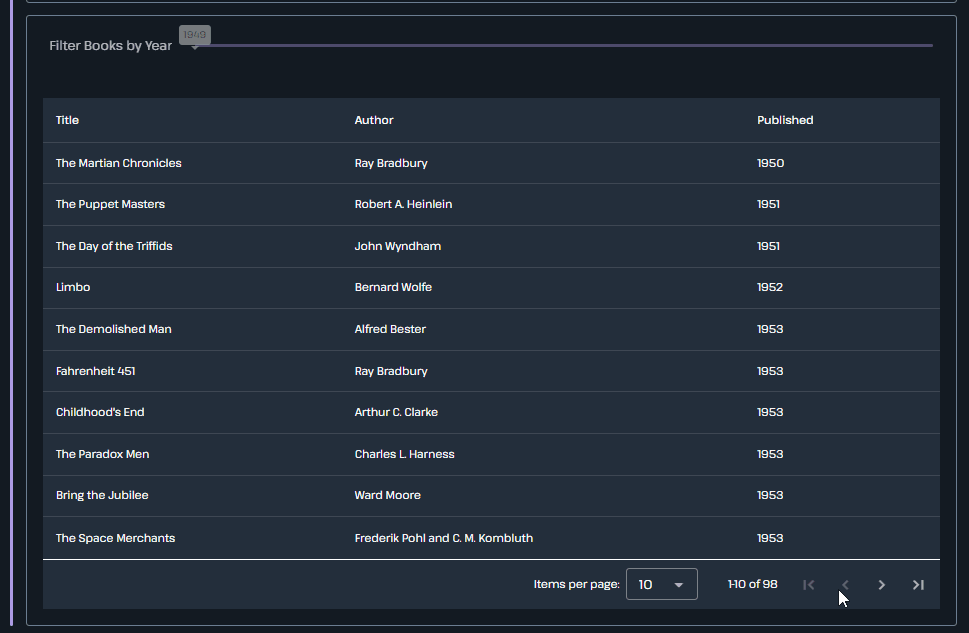 Filter Books by Year 1949
Title Author Published
The Martian Chronicles Ray Bradbury 1950
The Puppet Masters Robert A. Heinlein 1951
The Day of the Triffids John Wyndham 1951
Limbo Bernard Wolfe 1952
The Demolished Man Alfred Bester 1953
Fahrenheit 451 Ray Bradbury 1953
Childhood's End Arthur C. Clarke 1953
The Paradox Men Charles L. Harness 1953
Bring the Jubilee Ward Moore 1953
The Space Merchants Frederik Pohl and C. M. Kornbluth 1953
Items per page: 10 1-10 of 98